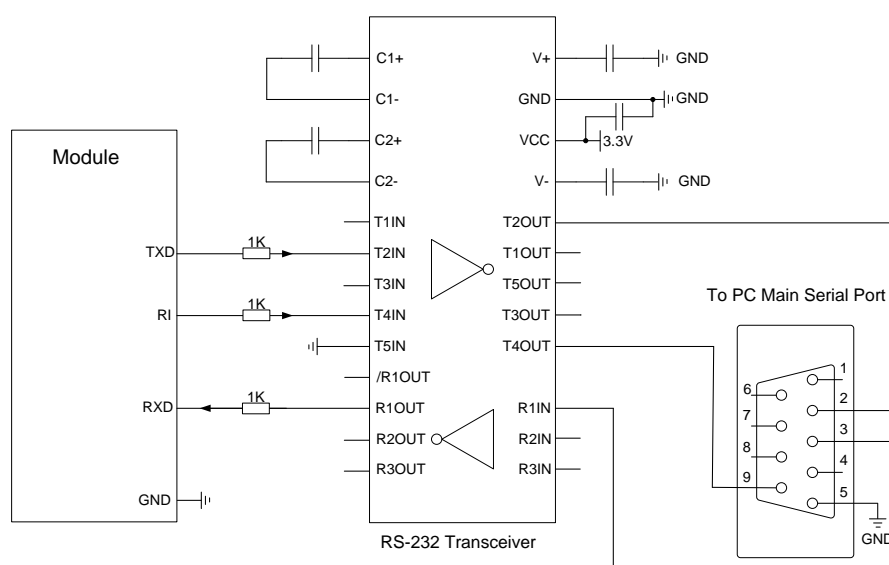 Module
TXD
RI
RXD
GND
1K
1K
1K
C1+
C1-
C2+
C2-
T1IN
T2IN
T3IN
T4IN
T5IN
/R1OUT
R1OUT
R2OUT
R3OUT
V+
GND
VCC
V-
T2OUT
T1OUT
T5OUT
T3OUT
T4OUT
R1IN
R2IN
R3IN
RS-232 Transceiver
GND
GND
3.3V
GND
To PC Main Serial Port
6
7
8
9
1
2
3
4
5
GND